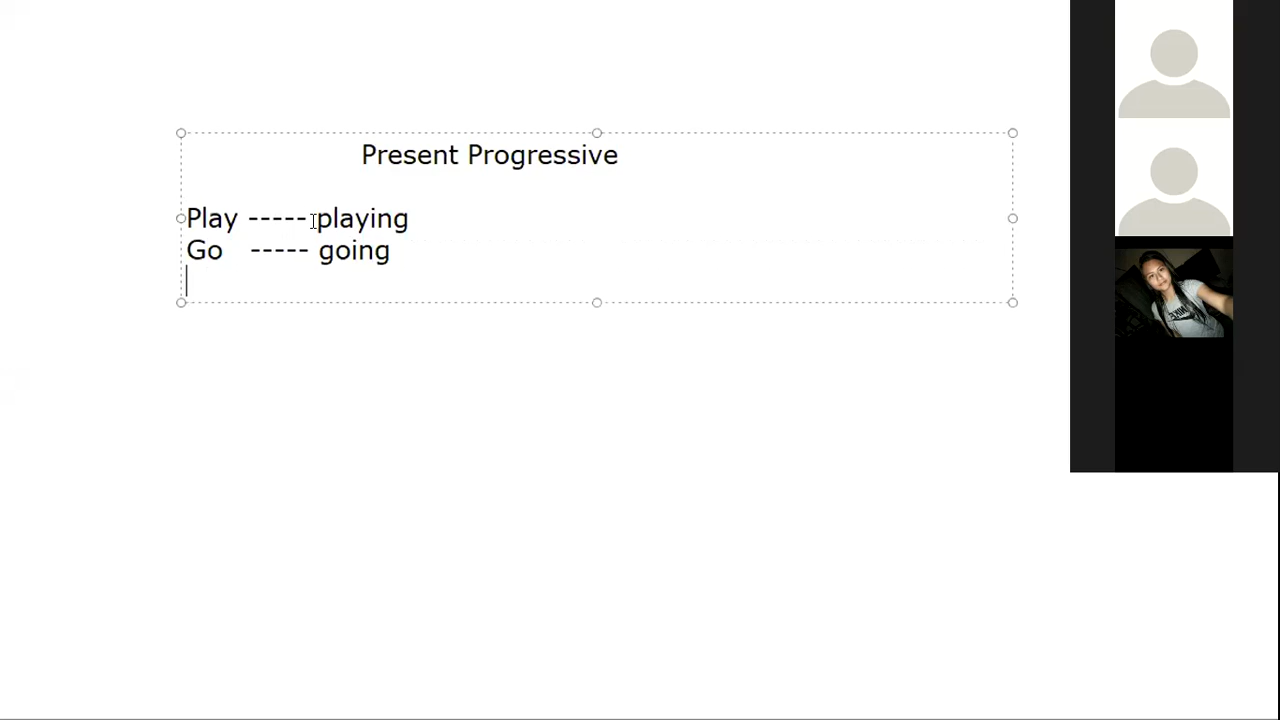 Present Progressive
Play ----- playing
Go ----- going